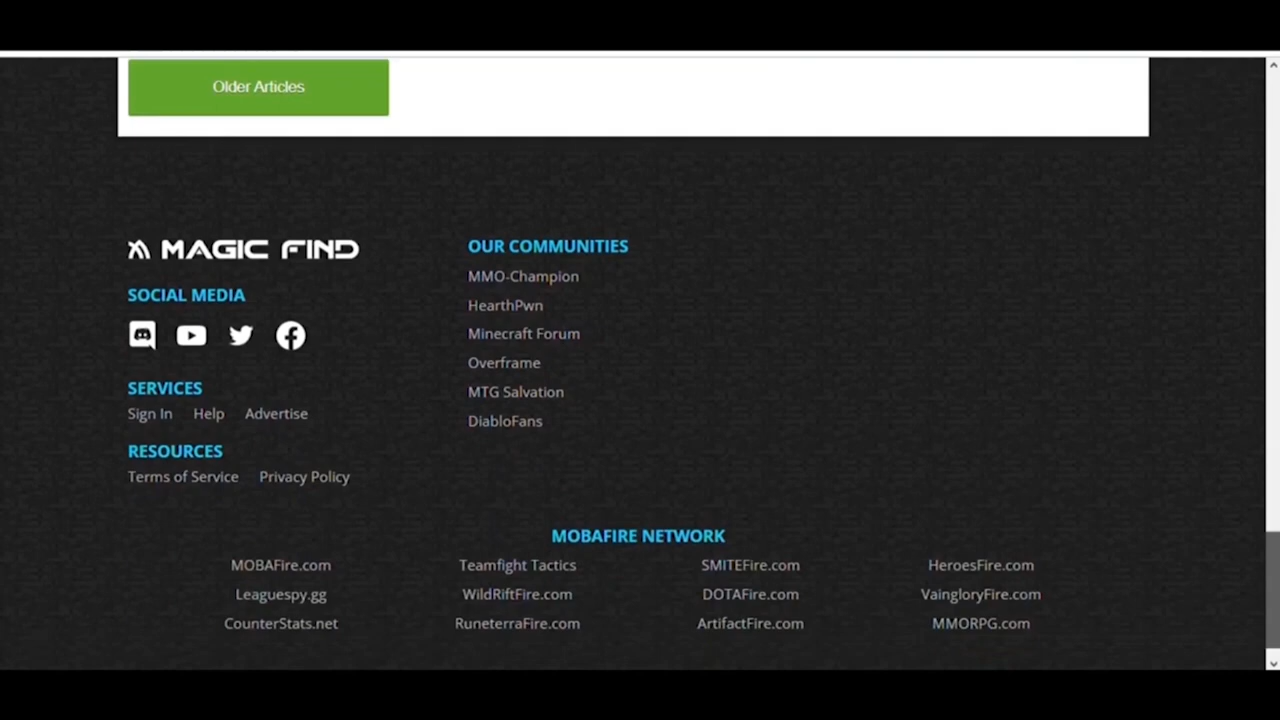 Older Articles
MAGIC FIND
SOCIAL MEDIA
SERVICES
Sign In Help Advertise
RESOURCES
Terms of Service Privacy Policy
OUR COMMUNITIES
MMO-Champion
HearthPwn
Minecraft Forum
Overframe
MTG Salvation
DiabloFans
MOBAFIRE NETWORK
MOBAFire.com Teamfight Tactics SMITEFire.com HeroesFire.com
Leaguespy.gg WildRiftFire.com DOTAFire.com VaingloryFire.com
CounterStats.net RuneterraFire.com ArtifactFire.com MMORPG.com